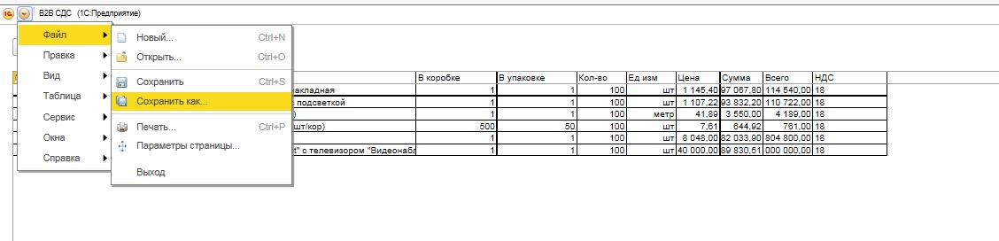 1С B2B СДС (1С:Предприятие)
Файл
Правка
Вид
Таблица
Сервис
Окна
Справка
Новый... Ctrl+N
Открыть... Ctrl+O
Сохранить Ctrl+S
Сохранить как...
Печать... Ctrl+P
Параметры страницы...
Выход
В коробке В упаковке Кол-во Ед изм Цена Сумма Всего НДС
накладная 1 1 100 шт 1 145,40 97 067,80 114 540,00 18
подсветкой 1 1 100 шт 1 107,22 93 832,20 110 722,00 18
) 1 1 100 метр 41,89 3 550,00 4 189,00 18
шт/кор) 500 50 100 шт 7,61 644,92 761,00 18
1 1 100 шт 8 048,00 82 033,90 804 800,00 18
t" с телевизором "Видеонабл 1 1 100 шт 40 000,00 89 830,51 000 000,00 18